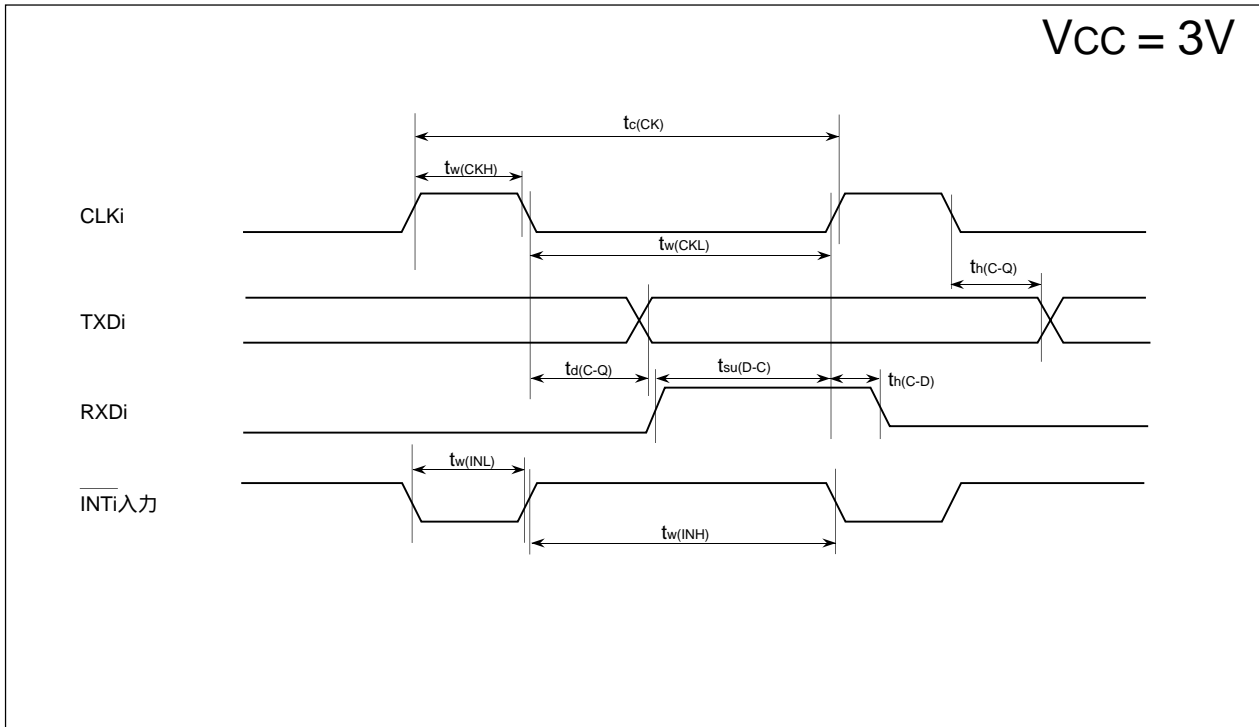 VCC = 3V
tc(CK)
tw(CKH)
CLKi
tw(CKL)
th(C-Q)
TXDi
td(C-Q)
tsu(D-C)
th(C-D)
RXDi
tw(INL)
INTi入力
tw(INH)